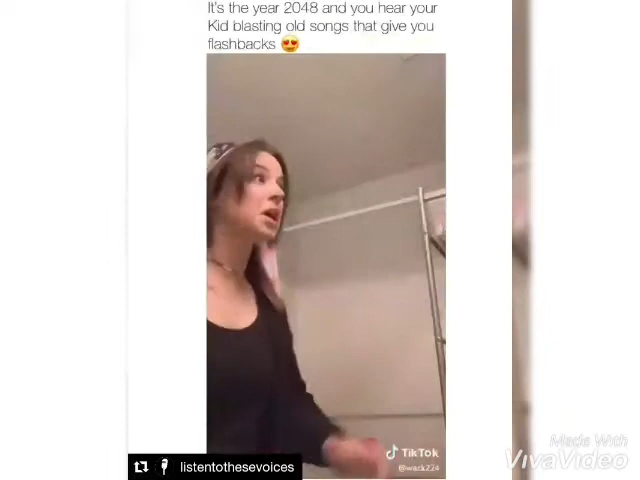 It's the year 2048 and you hear your
Kid blasting old songs that give you
flashbacks 😍
TikTok
@wack224
listentothesevoices
Made With
VivaVideo